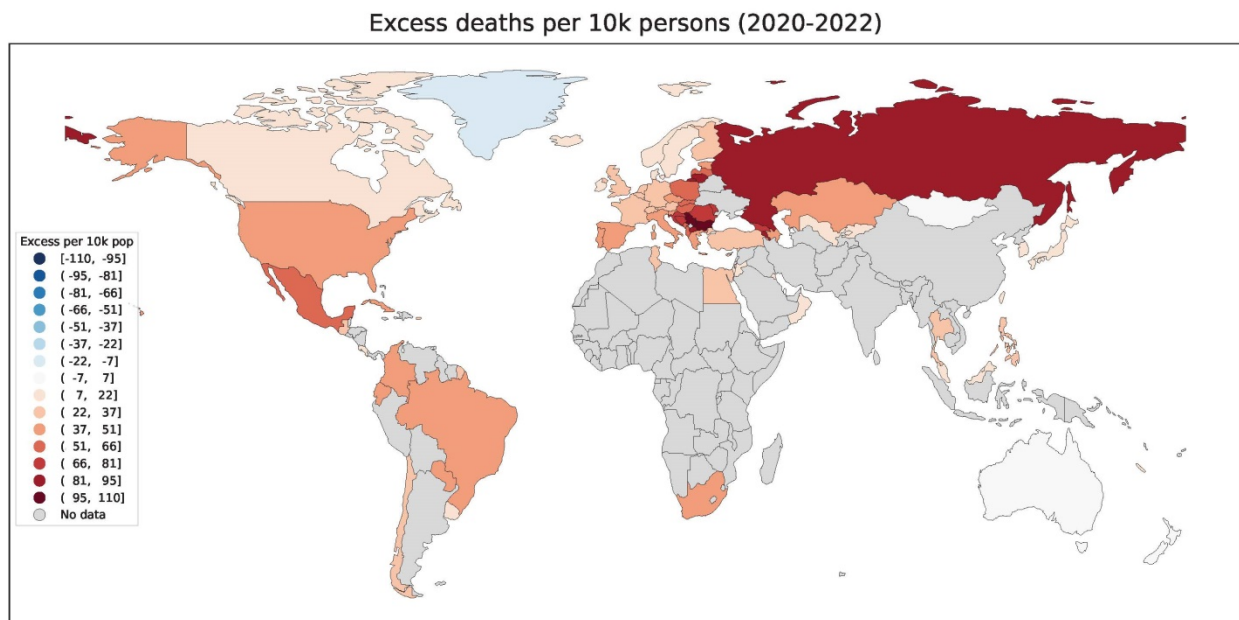 Excess deaths per 10k persons (2020-2022)
Excess per 10k pop
[-110, -95]
( -95, -81]
( -81, -66]
( -66, -51]
( -51, -37]
( -37, -22]
( -22, -7]
( -7, 7]
( 7, 22]
( 22, 37]
( 37, 51]
( 51, 66]
( 66, 81]
( 81, 95]
( 95, 110]
No data